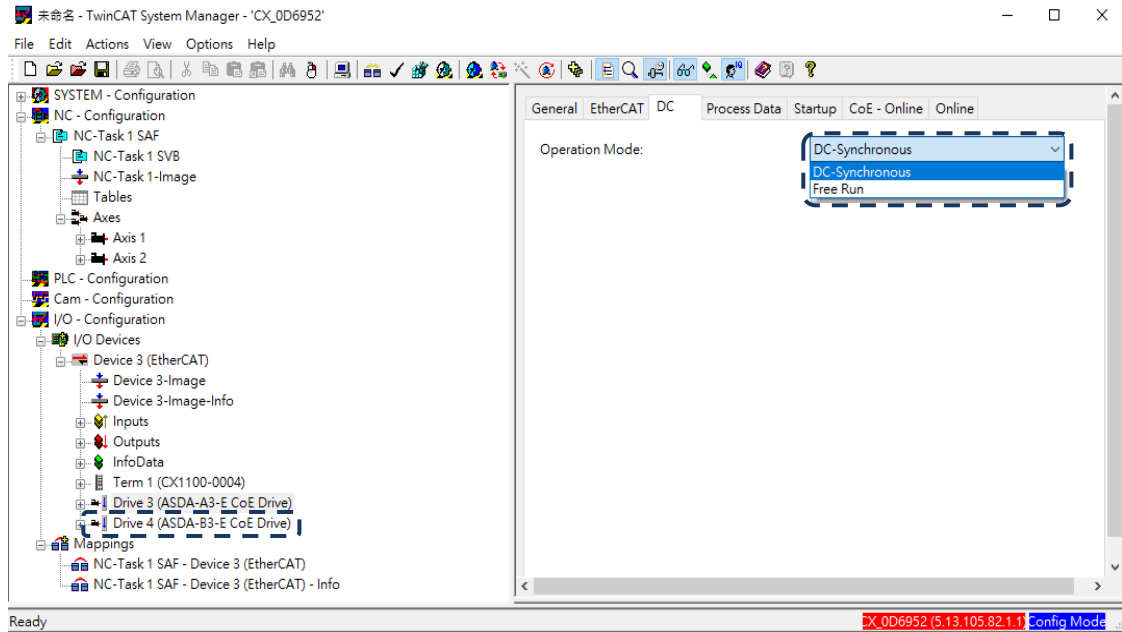 未命名 - TwinCAT System Manager - 'CX_0D6952'
File Edit Actions View Options Help
SYSTEM - Configuration
NC - Configuration
NC-Task 1 SAF
NC-Task 1 SVB
NC-Task 1-Image
Tables
Axes
Axis 1
Axis 2
PLC - Configuration
Cam - Configuration
I/O - Configuration
I/O Devices
Device 3 (EtherCAT)
Device 3-Image
Device 3-Image-Info
Inputs
Outputs
InfoData
Term 1 (CX1100-0004)
Drive 3 (ASDA-A3-E CoE Drive)
Drive 4 (ASDA-B3-E CoE Drive)
Mappings
NC-Task 1 SAF - Device 3 (EtherCAT)
NC-Task 1 SAF - Device 3 (EtherCAT) - Info
General EtherCAT DC Process Data Startup CoE - Online Online
Operation Mode: DC-Synchronous
DC-Synchronous
Free Run
Ready CX_0D6952 (5.13.105.82.1.1) Config Mode